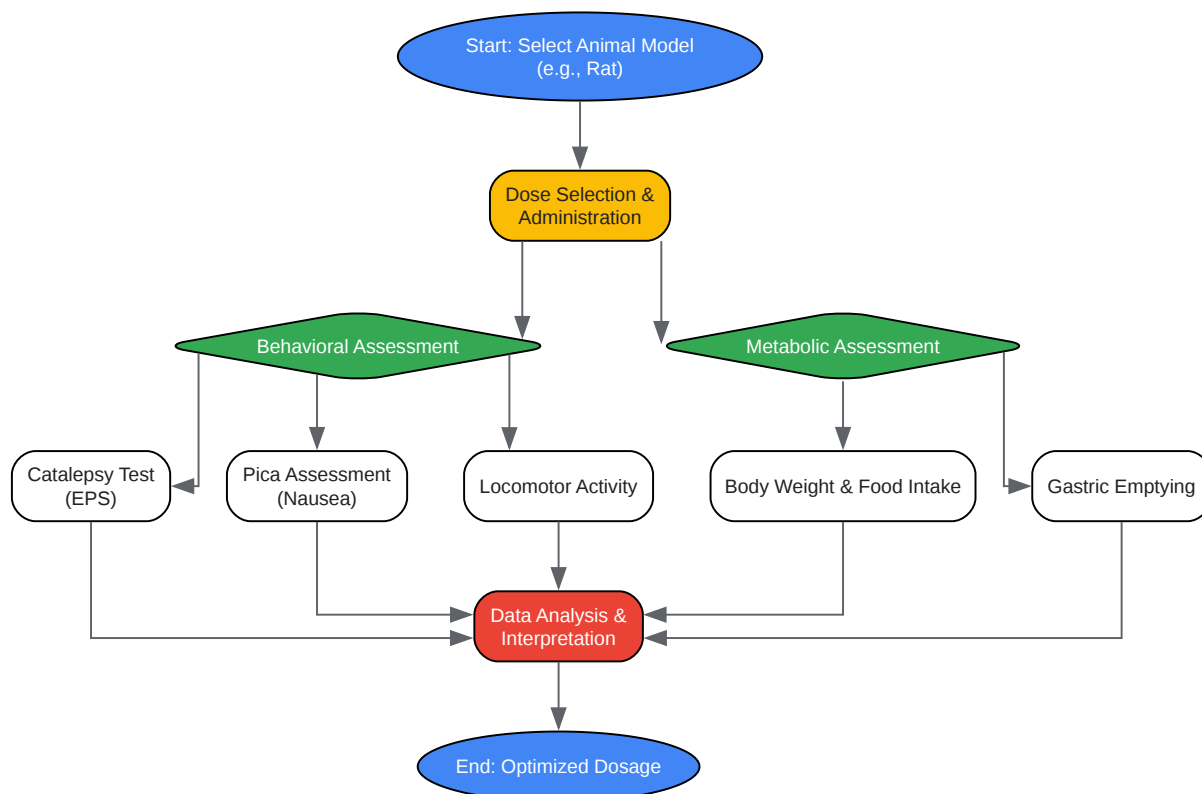 Start: Select Animal Model
(e.g., Rat)
Dose Selection &
Administration
Behavioral Assessment
Metabolic Assessment
Catalepsy Test
(EPS)
Pica Assessment
(Nausea)
Locomotor Activity
Body Weight & Food Intake
Gastric Emptying
Data Analysis &
Interpretation
End: Optimized Dosage